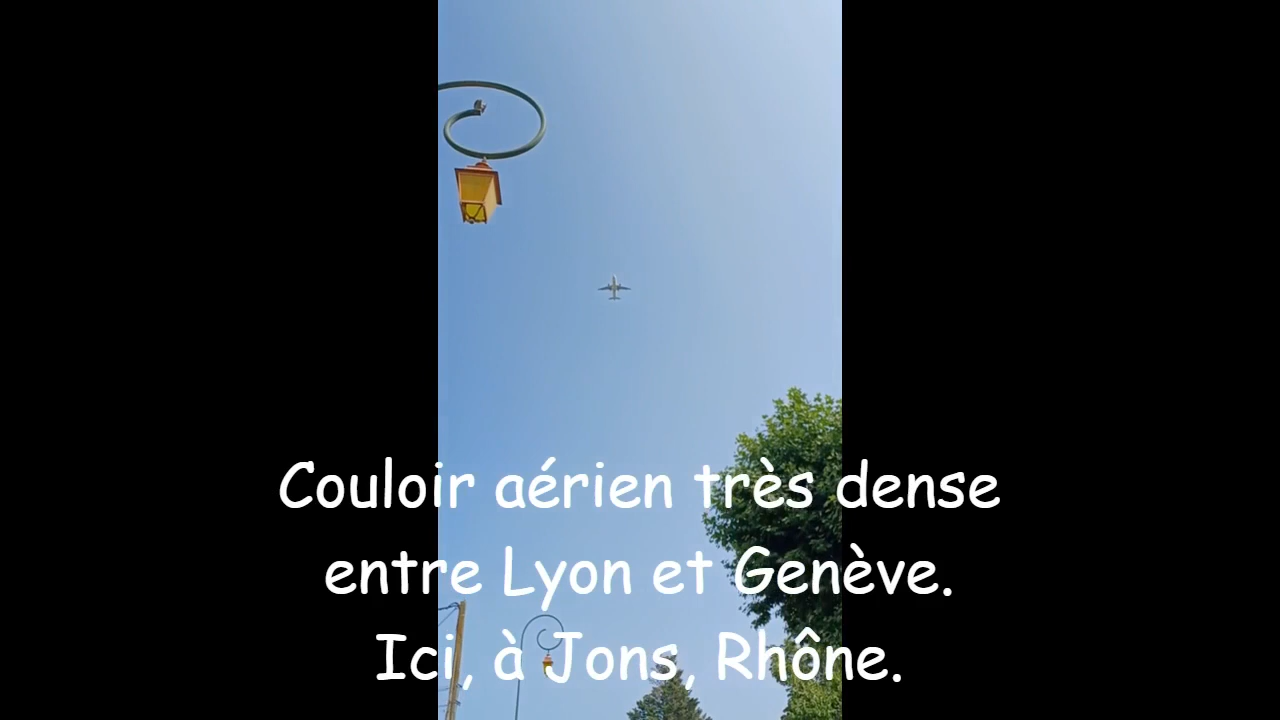 Couloir aérien très dense
entre Lyon et Genève.
Ici, à Jons, Rhône.